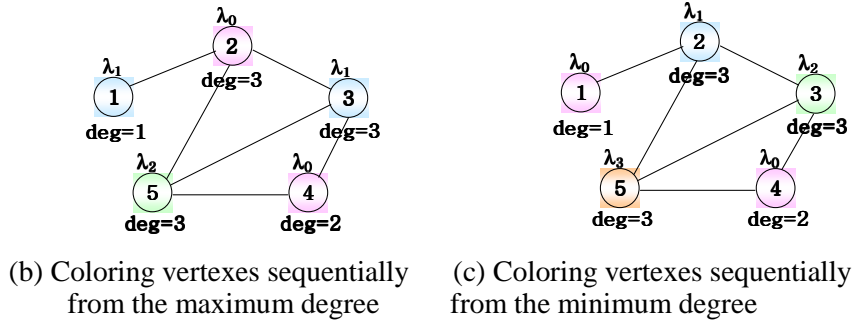 λ0
2
deg=3
λ1
1
deg=1
λ1
3
deg=3
λ2
5
deg=3
λ0
4
deg=2
(b) Coloring vertexes sequentially
from the maximum degree
λ1
2
deg=3
λ0
1
deg=1
λ2
3
deg=3
λ3
5
deg=3
λ0
4
deg=2
(c) Coloring vertexes sequentially
from the minimum degree